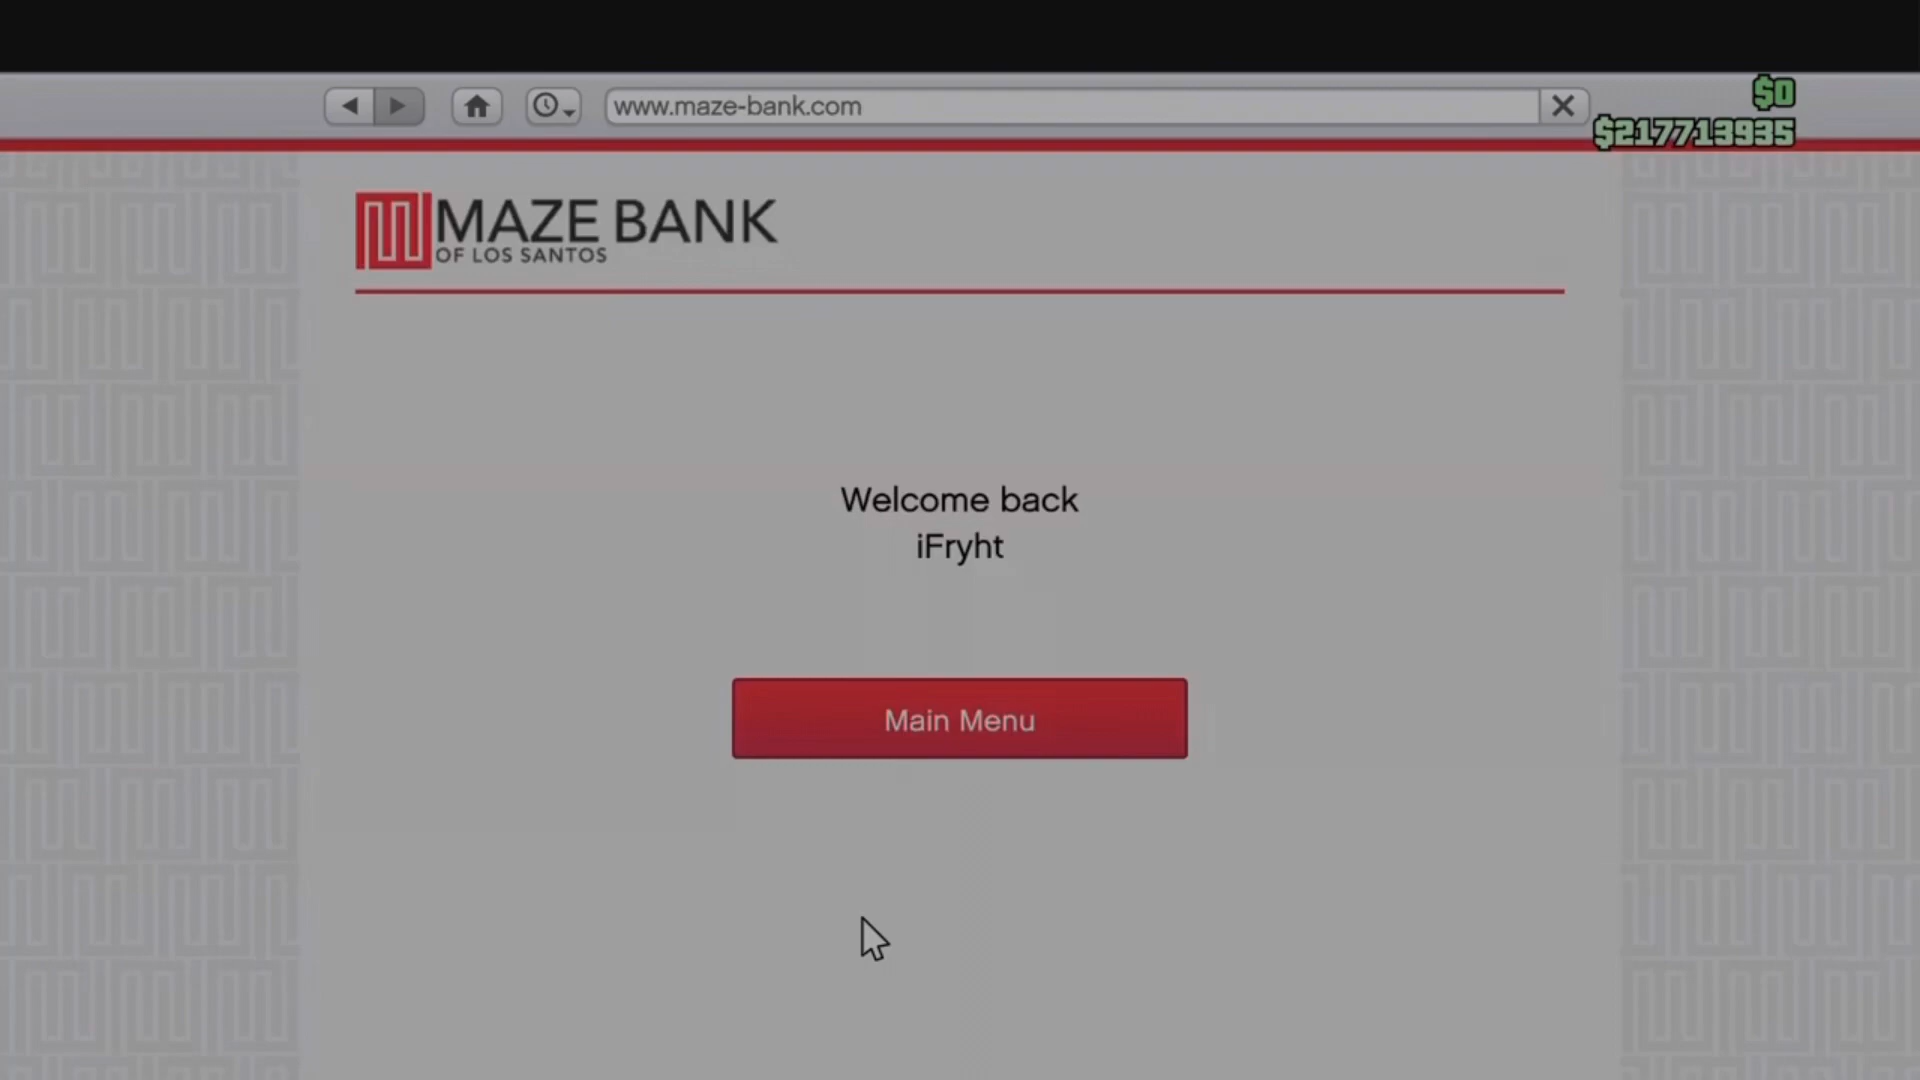 $0
www.maze-bank.com
$217713935
MAZE BANK
OF LOS SANTOS
Welcome back
iFryht
Main Menu